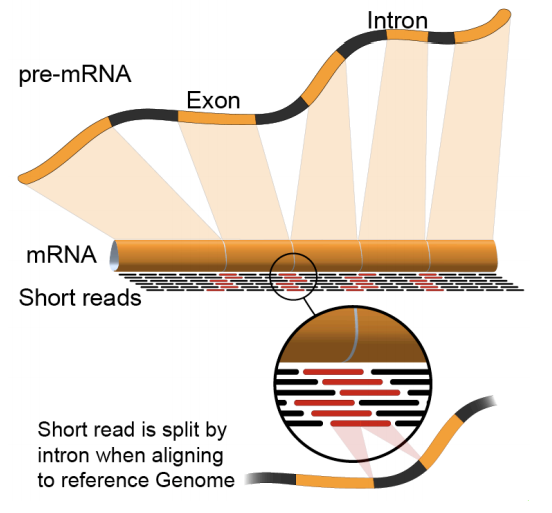 Intron
pre-mRNA
Exon
mRNA
Short reads
Short read is split by
intron when aligning
to reference Genome